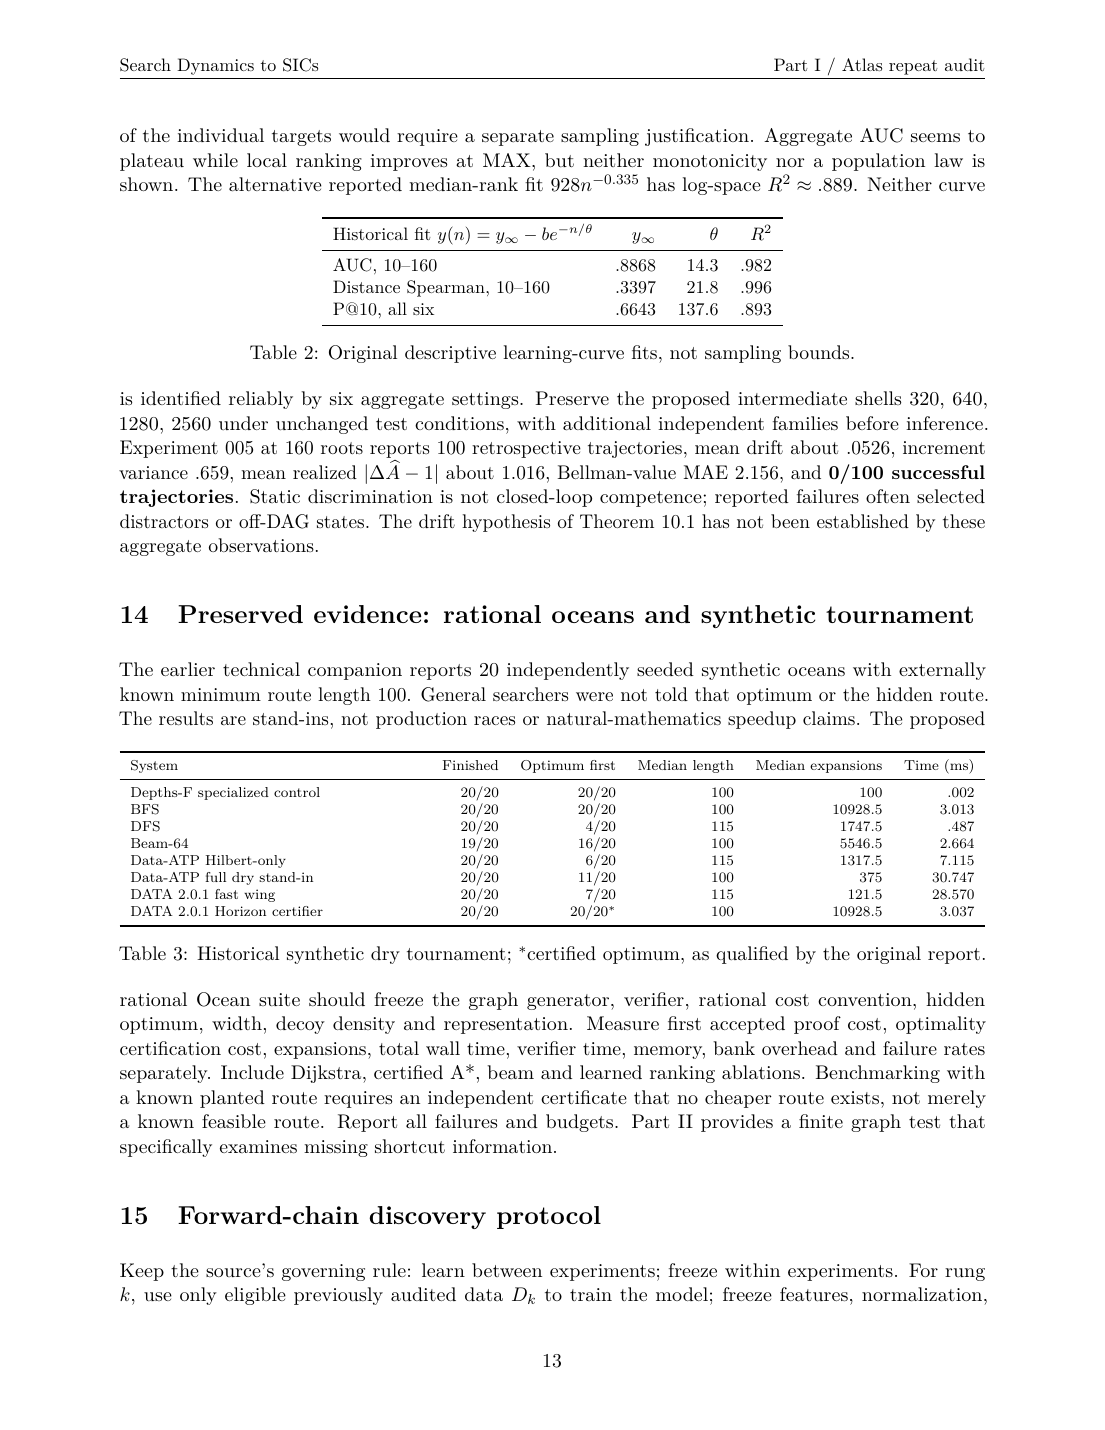 Search Dynamics to SICs Part I / Atlas repeat audit
of the individual targets would require a separate sampling justification. Aggregate AUC seems to
plateau while local ranking improves at MAX, but neither monotonicity nor a population law is
shown. The alternative reported median-rank fit 928n^{−0.335} has log-space R² ≈ .889. Neither curve
Historical fit y(n) = y_∞ − be^{−n/θ} y_∞ θ R²
AUC, 10–160 .8868 14.3 .982
Distance Spearman, 10–160 .3397 21.8 .996
P@10, all six .6643 137.6 .893
Table 2: Original descriptive learning-curve fits, not sampling bounds.
is identified reliably by six aggregate settings. Preserve the proposed intermediate shells 320, 640,
1280, 2560 under unchanged test conditions, with additional independent families before inference.
Experiment 005 at 160 roots reports 100 retrospective trajectories, mean drift about .0526, increment
variance .659, mean realized |ΔÂ − 1| about 1.016, Bellman-value MAE 2.156, and 0/100 successful
trajectories. Static discrimination is not closed-loop competence; reported failures often selected
distractors or off-DAG states. The drift hypothesis of Theorem 10.1 has not been established by these
aggregate observations.
14 Preserved evidence: rational oceans and synthetic tournament
The earlier technical companion reports 20 independently seeded synthetic oceans with externally
known minimum route length 100. General searchers were not told that optimum or the hidden route.
The results are stand-ins, not production races or natural-mathematics speedup claims. The proposed
System Finished Optimum first Median length Median expansions Time (ms)
Depths-F specialized control 20/20 20/20 100 100 .002
BFS 20/20 20/20 100 10928.5 3.013
DFS 20/20 4/20 115 1747.5 .487
Beam-64 19/20 16/20 100 5546.5 2.664
Data-ATP Hilbert-only 20/20 6/20 115 1317.5 7.115
Data-ATP full dry stand-in 20/20 11/20 100 375 30.747
DATA 2.0.1 fast wing 20/20 7/20 115 121.5 28.570
DATA 2.0.1 Horizon certifier 20/20 20/20* 100 10928.5 3.037
Table 3: Historical synthetic dry tournament; *certified optimum, as qualified by the original report.
rational Ocean suite should freeze the graph generator, verifier, rational cost convention, hidden
optimum, width, decoy density and representation. Measure first accepted proof cost, optimality
certification cost, expansions, total wall time, verifier time, memory, bank overhead and failure rates
separately. Include Dijkstra, certified A*, beam and learned ranking ablations. Benchmarking with
a known planted route requires an independent certificate that no cheaper route exists, not merely
a known feasible route. Report all failures and budgets. Part II provides a finite graph test that
specifically examines missing shortcut information.
15 Forward-chain discovery protocol
Keep the source's governing rule: learn between experiments; freeze within experiments. For rung
k, use only eligible previously audited data D_k to train the model; freeze features, normalization,
13